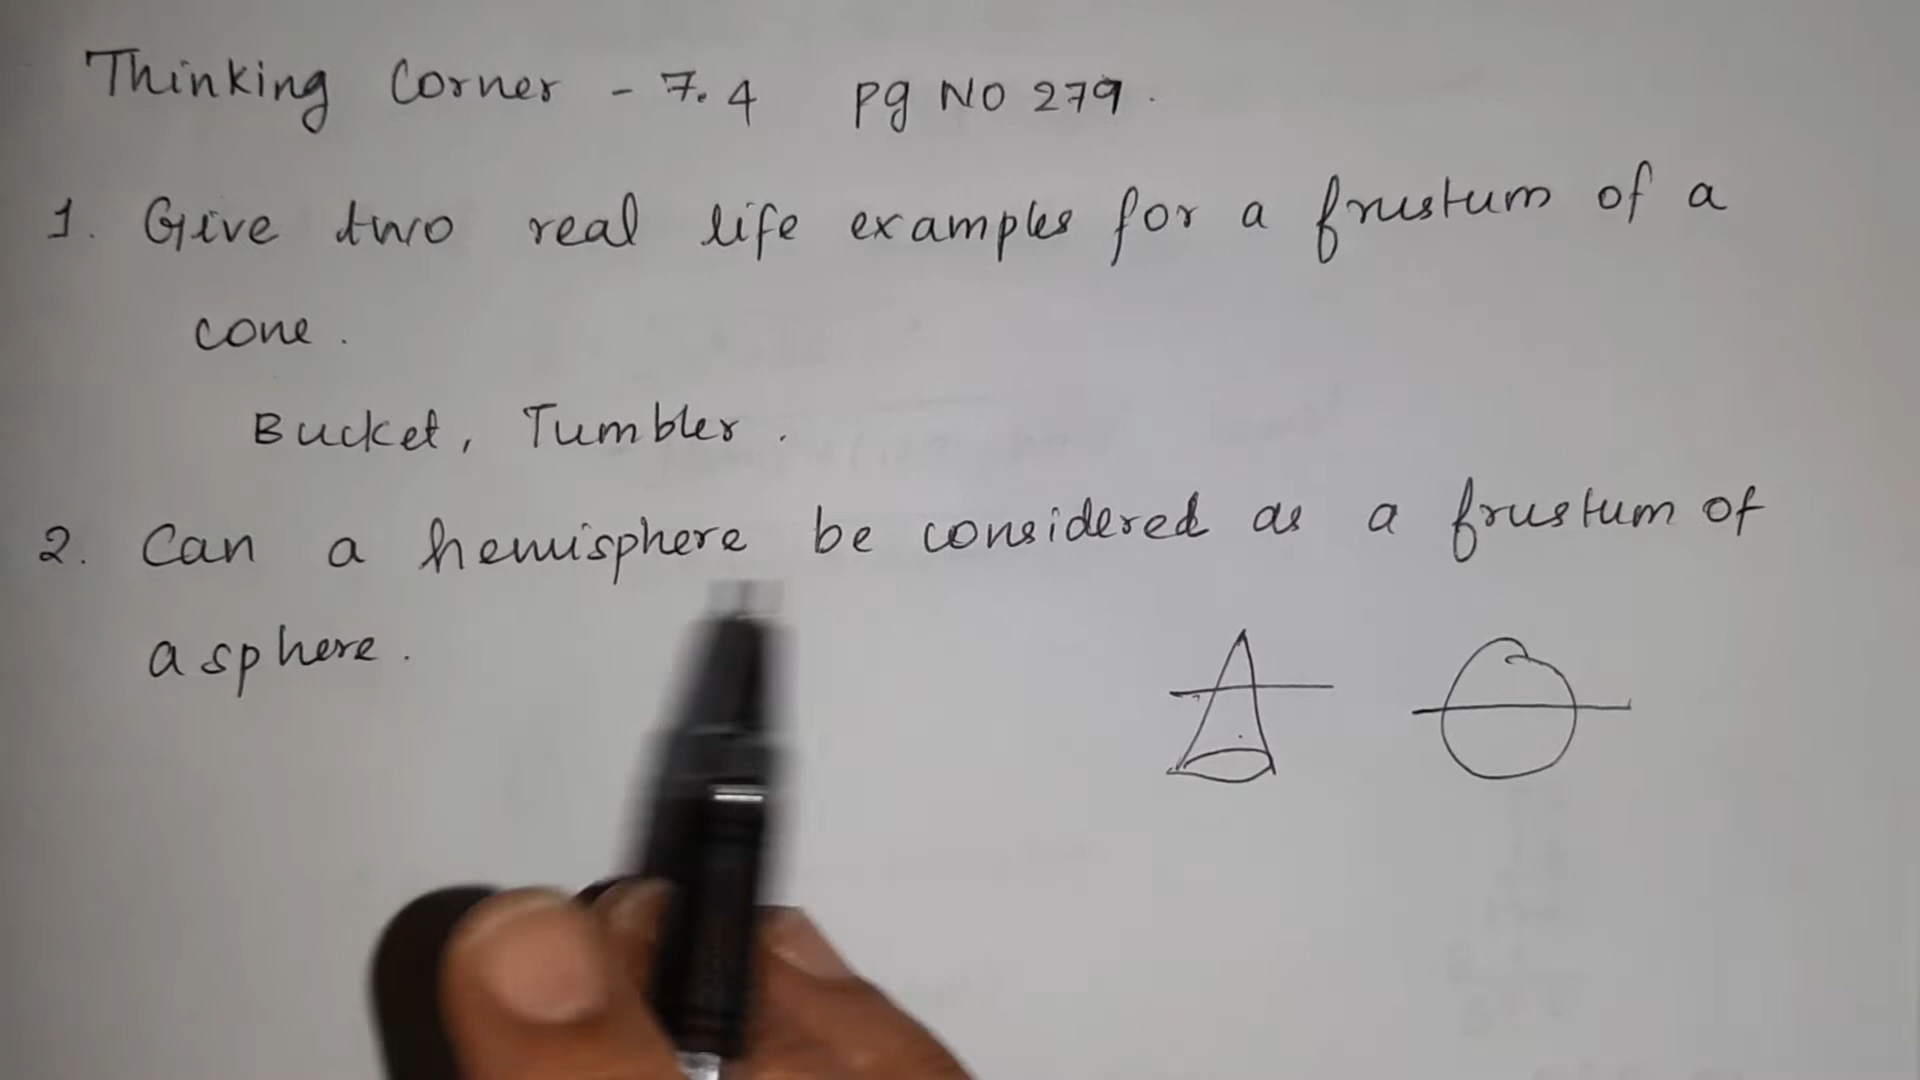 Thinking Corner - 7.4 pg NO 279.
1. Give two real life examples for a frustum of a
cone.
Bucket, Tumbler.
2. Can a hemisphere be considered as a frustum of
a sphere.